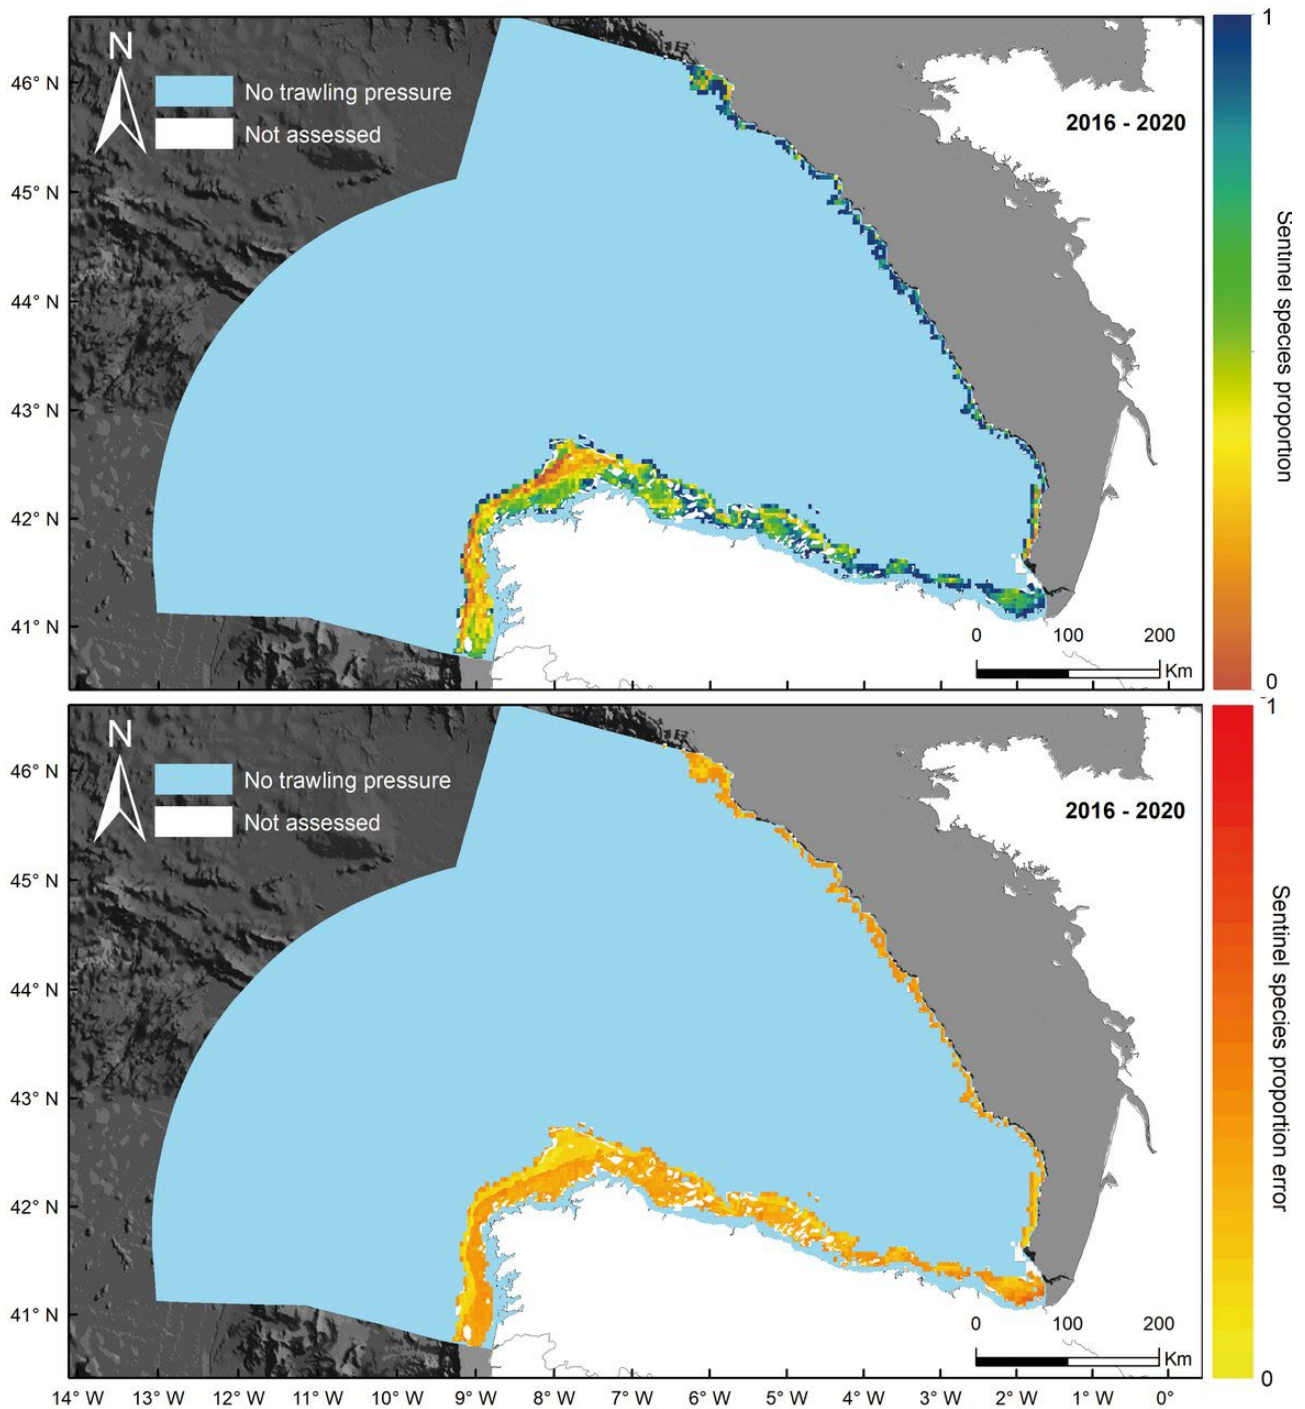 N
No trawling pressure
Not assessed
2016 - 2020
46° N
45° N
44° N
43° N
42° N
41° N
0 100 200
Km
1
Sentinel species proportion
0
N
No trawling pressure
Not assessed
2016 - 2020
46° N
45° N
44° N
43° N
42° N
41° N
0 100 200
Km
1
Sentinel species proportion error
0
14° W 13° W 12° W 11° W 10° W 9° W 8° W 7° W 6° W 5° W 4° W 3° W 2° W 1° W 0°